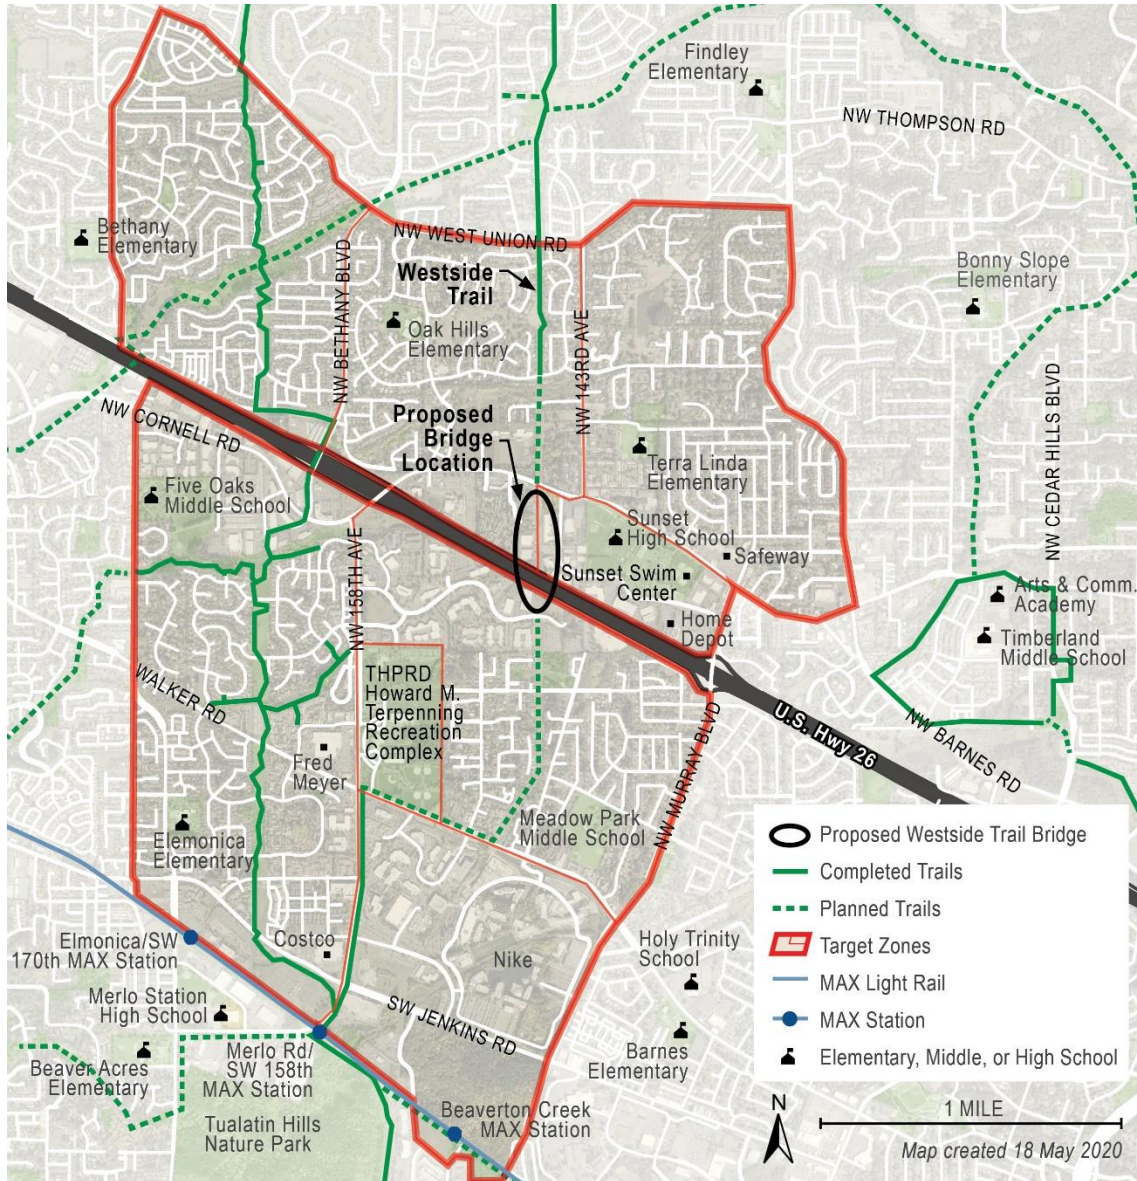 Findley
Elementary
NW THOMPSON RD
Bethany
Elementary
NW WEST UNION RD
NW BETHANY BLVD
Westside
Trail
Bonny Slope
Elementary
Oak Hills
Elementary
NW 143RD AVE
NW CEDAR HILLS BLVD
NW CORNELL RD
Proposed
Bridge
Location
Terra Linda
Elementary
Five Oaks
Middle School
Sunset
High School
Safeway
NW 158TH AVE
Sunset Swim
Center
Arts & Comm.
Academy
Home
Depot
Timberland
Middle School
WALKER RD
THPRD
Howard M.
Terpenning
Recreation
Complex
U.S. Hwy 26
NW BARNES RD
Fred
Meyer
NW MURRAY BLVD
Meadow Park
Middle School
Elemonica
Elementary
Elmonica/SW
170th MAX Station
Costco
Nike
Holy Trinity
School
Merlo Station
High School
SW JENKINS RD
Beaver Acres
Elementary
Merlo Rd/
SW 158th
MAX Station
Barnes
Elementary
Tualatin Hills
Nature Park
Beaverton Creek
MAX Station
Proposed Westside Trail Bridge
Completed Trails
Planned Trails
Target Zones
MAX Light Rail
MAX Station
Elementary, Middle, or High School
N
1 MILE
Map created 18 May 2020